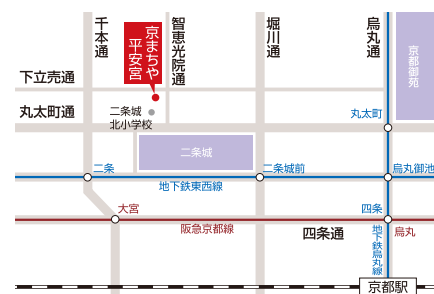 千本通
京まちや
平安宮
智恵光院通
堀川通
烏丸通
京都御苑
下立売通
丸太町通
二条城
北小学校
丸太町
二条城
二条
二条城前
烏丸御池
地下鉄東西線
大宮
四条
阪急京都線
四条通
地下鉄烏丸線
烏丸
京都駅